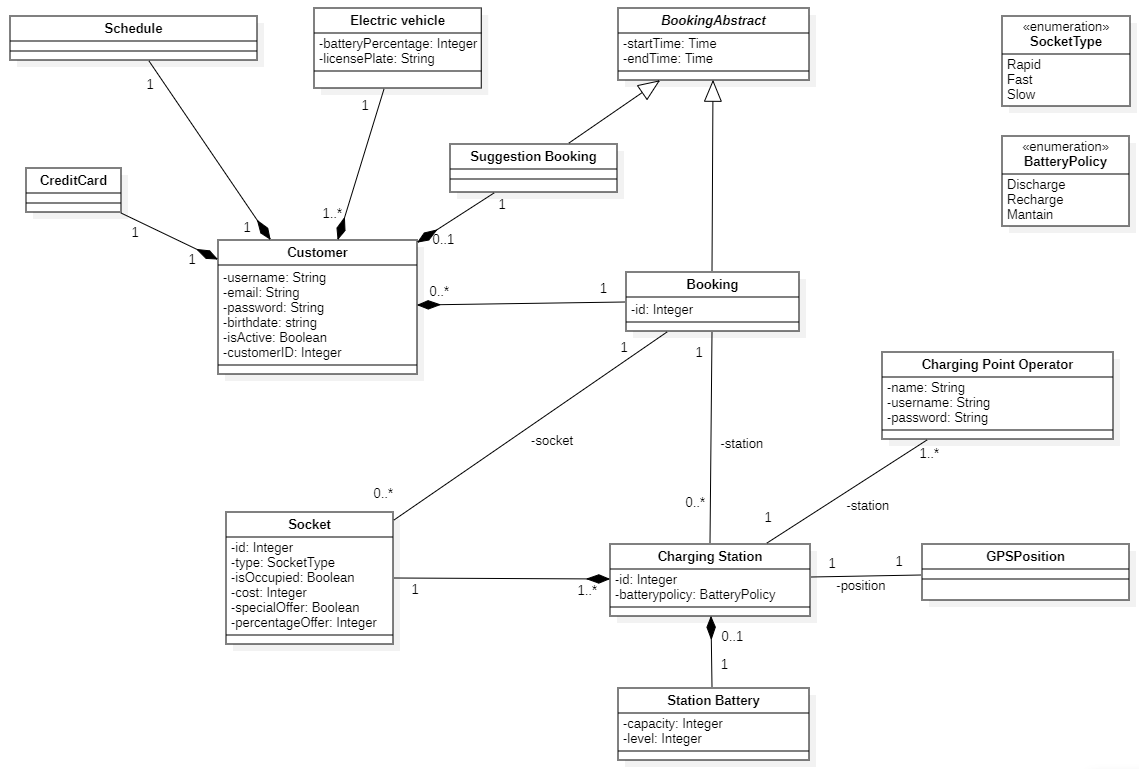 Schedule
1
1
Electric vehicle
-batteryPercentage: Integer
-licensePlate: String
1
1..*
BookingAbstract
-startTime: Time
-endTime: Time
«enumeration»
SocketType
Rapid
Fast
Slow
«enumeration»
BatteryPolicy
Discharge
Recharge
Mantain
Suggestion Booking
1
0..1
CreditCard
1
1
Customer
-username: String
-email: String
-password: String
-birthdate: string
-isActive: Boolean
-customerID: Integer
0..*
1
Booking
-id: Integer
1
1
-socket
0..*
-station
0..*
Charging Point Operator
-name: String
-username: String
-password: String
1..*
-station
1
Socket
-id: Integer
-type: SocketType
-isOccupied: Boolean
-cost: Integer
-specialOffer: Boolean
-percentageOffer: Integer
1
1..*
Charging Station
-id: Integer
-batterypolicy: BatteryPolicy
1
1
-position
GPSPosition
0..1
1
Station Battery
-capacity: Integer
-level: Integer